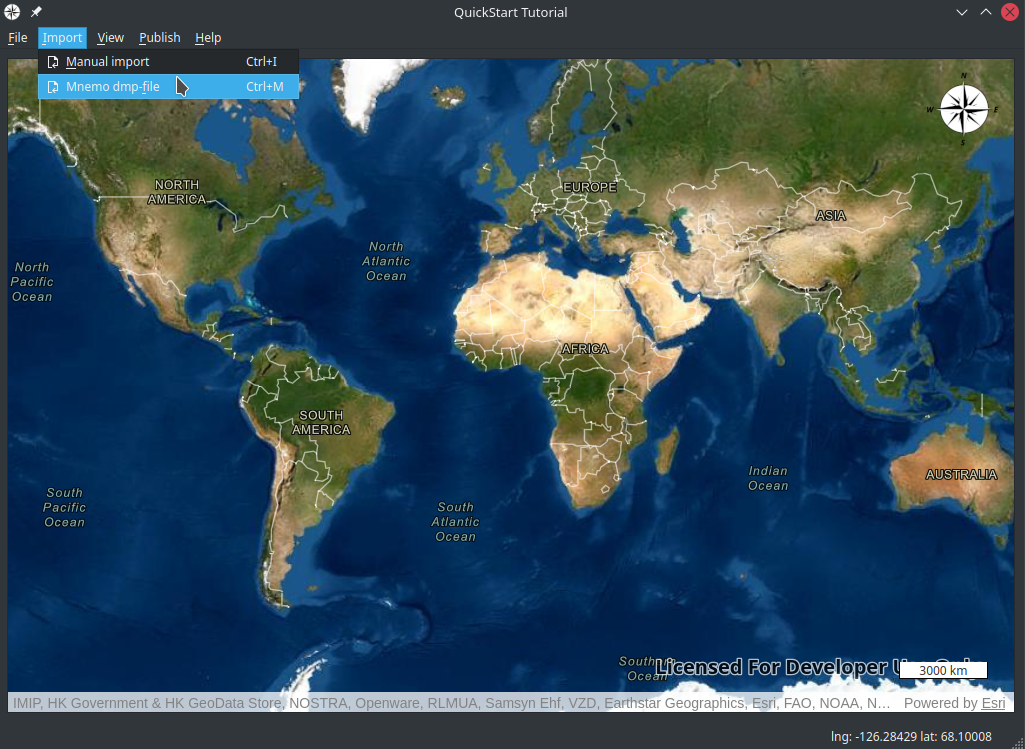 QuickStart Tutorial
File Import View Publish Help
Manual import Ctrl+I
Mnemo dmp-file Ctrl+M
N
W E
S
NORTH
AMERICA
EUROPE
ASIA
North
Atlantic
Ocean
North
Pacific
Ocean
AFRICA
SOUTH
AMERICA
Indian
Ocean
AUSTRALIA
South
Pacific
Ocean
South
Atlantic
Ocean
Southern
Ocean
Licensed For Developer
3000 km
IMIP, HK Government & HK GeoData Store, NOSTRA, Openware, RLMUA, Samsyn Ehf, VZD, Earthstar Geographics, Esri, FAO, NOAA, N... Powered by Esri
lng: -126.28429 lat: 68.10008